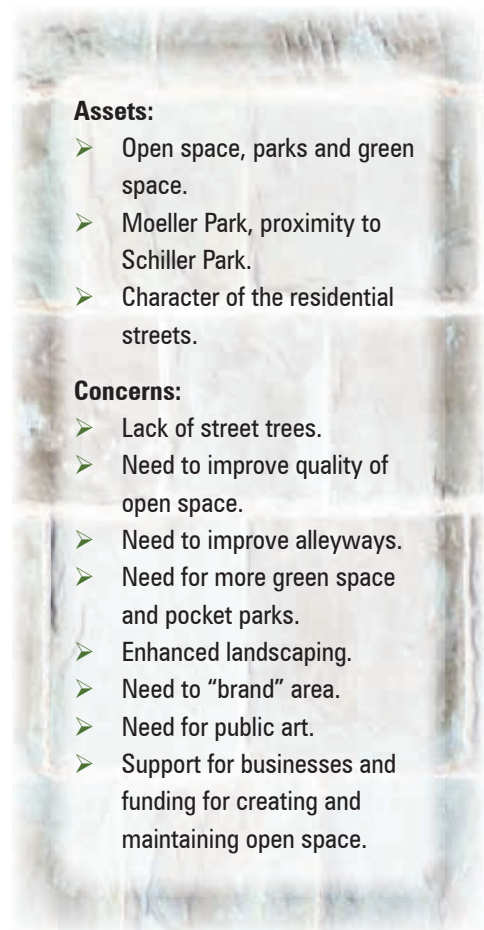 Assets:
➢ Open space, parks and green
space.
➢ Moeller Park, proximity to
Schiller Park.
➢ Character of the residential
streets.
Concerns:
➢ Lack of street trees.
➢ Need to improve quality of
open space.
➢ Need to improve alleyways.
➢ Need for more green space
and pocket parks.
➢ Enhanced landscaping.
➢ Need to “brand” area.
➢ Need for public art.
➢ Support for businesses and
funding for creating and
maintaining open space.